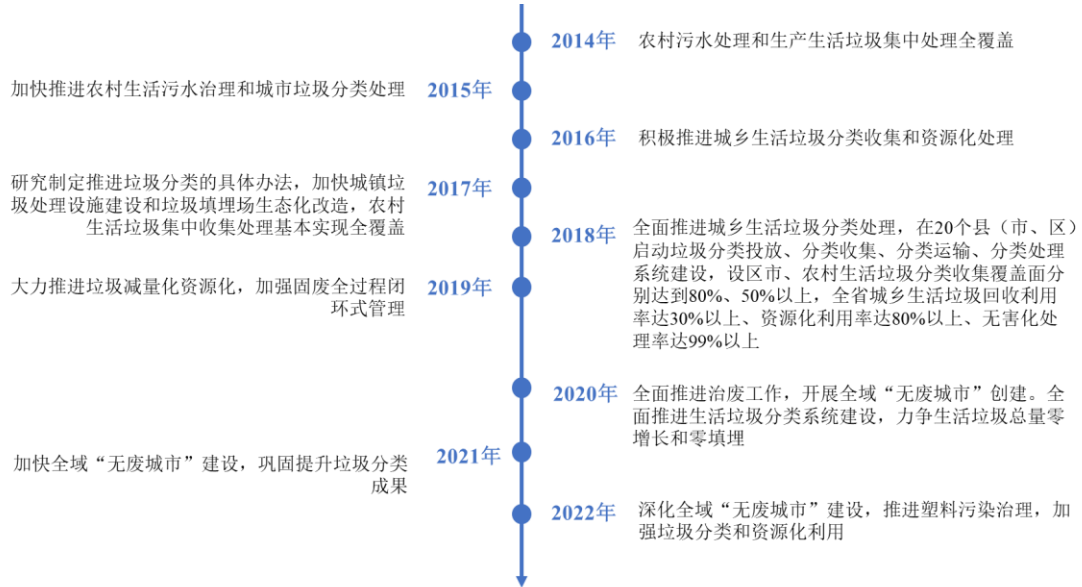 2014年 农村污水处理和生产生活垃圾集中处理全覆盖
加快推进农村生活污水治理和城市垃圾分类处理 2015年
2016年 积极推进城乡生活垃圾分类收集和资源化处理
研究制定推进垃圾分类的具体办法，加快城镇垃
圾处理设施建设和垃圾填埋场生态化改造，农村
生活垃圾集中收集处理基本实现全覆盖
2017年
2018年
全面推进城乡生活垃圾分类处理，在20个县（市、区）
启动垃圾分类投放、分类收集、分类运输、分类处理
系统建设，设区市、农村生活垃圾分类收集覆盖面分
别达到80%、50%以上，全省城乡生活垃圾回收利用
率达30%以上、资源化利用率达80%以上、无害化处
理率达99%以上
大力推进垃圾减量化资源化，加强固废全过程闭
环式管理
2019年
2020年
全面推进治废工作，开展全域“无废城市”创建。全
面推进生活垃圾分类系统建设，力争生活垃圾总量零
增长和零填埋
加快全域“无废城市”建设，巩固提升垃圾分类
成果
2021年
2022年
深化全域“无废城市”建设，推进塑料污染治理，加
强垃圾分类和资源化利用